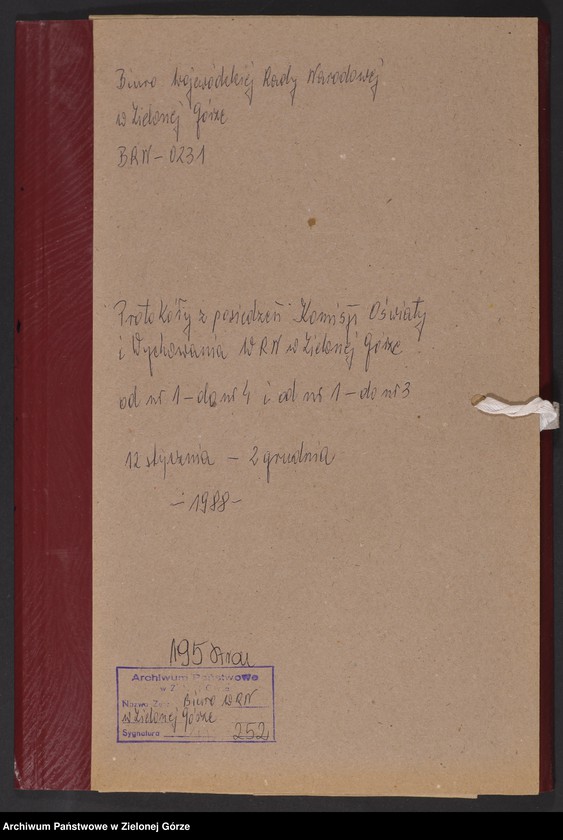 Biuro Wojewódzkiej Rady Narodowej
w Zielonej Górze
BRN - 0231
"Protokóły z posiedzeń" Komisji Oświaty
i Wychowania WRN w Zielonej Górze
od nr 1 - do nr 4 i od nr 1 - do nr 3
12 stycznia - 2 grudnia
- 1988 -
195 stron
Archiwum Państwowe
w Z
Nazwa Biuro WRN
w Zielonej Górze
Sygnatura 252
Archiwum Państwowe w Zielonej Górze